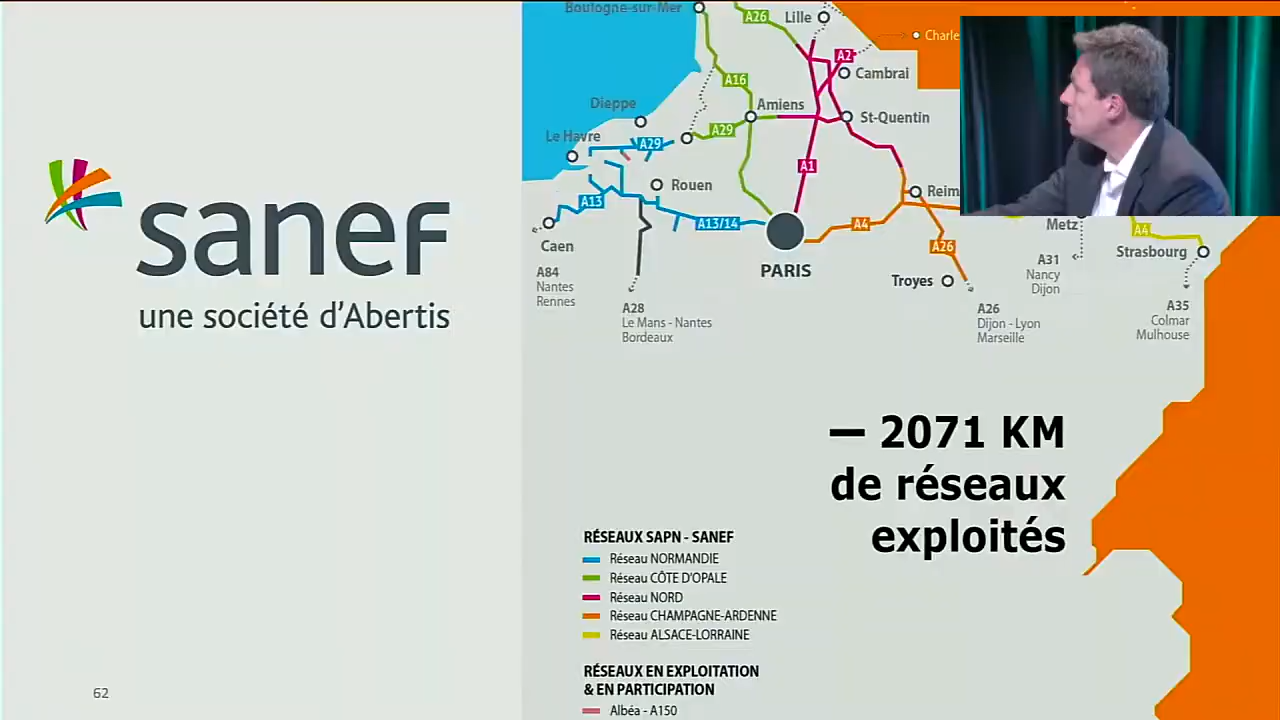 sanef
une société d'Abertis
62
Boulogne-sur-Mer
A26
Lille
A2
Cambrai
A16
Dieppe
Amiens
St-Quentin
Le Havre
A29
A29
A1
Rouen
A13
A13/14
A4
Caen
PARIS
A26
Troyes
Metz
A4
Strasbourg
A84
Nantes
Rennes
A28
Le Mans - Nantes
Bordeaux
A26
Dijon - Lyon
Marseille
A31
Nancy
Dijon
A35
Colmar
Mulhouse
— 2071 KM
de réseaux
exploités
RÉSEAUX SAPN - SANEF
Réseau NORMANDIE
Réseau CÔTE D'OPALE
Réseau NORD
Réseau CHAMPAGNE-ARDENNE
Réseau ALSACE-LORRAINE
RÉSEAUX EN EXPLOITATION
& EN PARTICIPATION
Albéa - A150